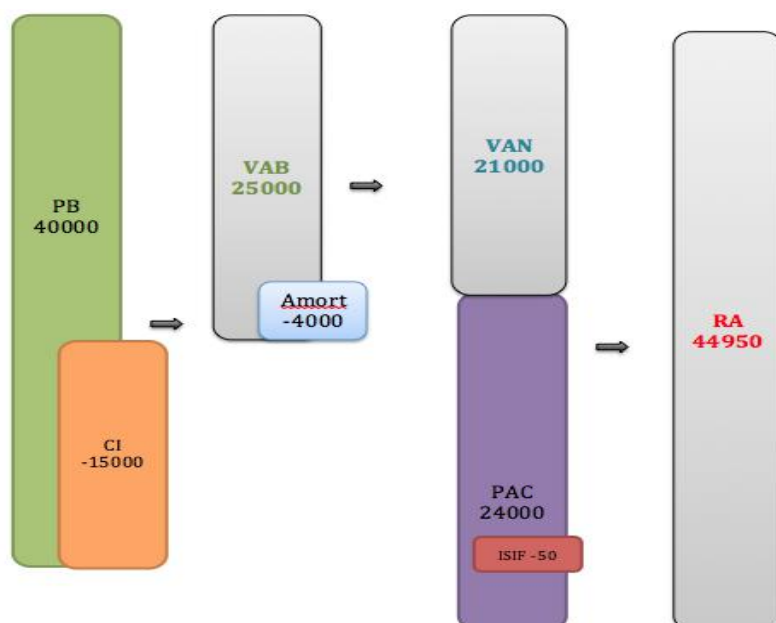 PB
40000
CI
-15000
VAB
25000
Amort
-4000
VAN
21000
PAC
24000
ISIF -50
RA
44950